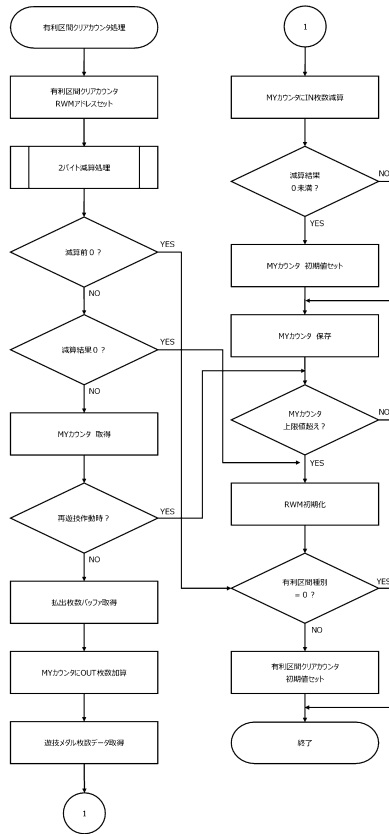 有利区間クリアカウンタ処理
有利区間クリアカウンタ
RWMアドレスセット
2バイト減算処理
減算前0？
YES
NO
減算結果0？
YES
NO
MYカウンタ 取得
再遊技作動時？
YES
NO
払出枚数バッファ取得
MYカウンタにOUT枚数加算
遊技メダル枚数データ取得
1
1
MYカウンタにIN枚数減算
減算結果
0未満？
NO
YES
MYカウンタ 初期値セット
MYカウンタ 保存
MYカウンタ
上限値超え？
NO
YES
RWM初期化
有利区間種別
＝0？
YES
NO
有利区間クリアカウンタ
初期値セット
終了